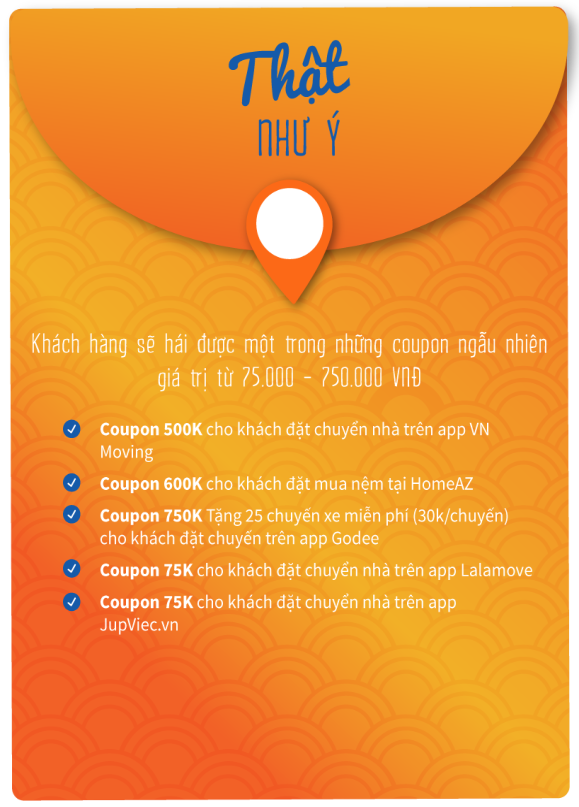 Thật
NHƯ Ý
Khách hàng sẽ hái được một trong những coupon ngẫu nhiên
giá trị từ 75.000 - 750.000 VNĐ
Coupon 500K cho khách đặt chuyển nhà trên app VN
Moving
Coupon 600K cho khách đặt mua nệm tại HomeAZ
Coupon 750K Tặng 25 chuyến xe miễn phí (30k/chuyến)
cho khách đặt chuyến trên app Godee
Coupon 75K cho khách đặt chuyển nhà trên app Lalamove
Coupon 75K cho khách đặt chuyển nhà trên app
JupViec.vn